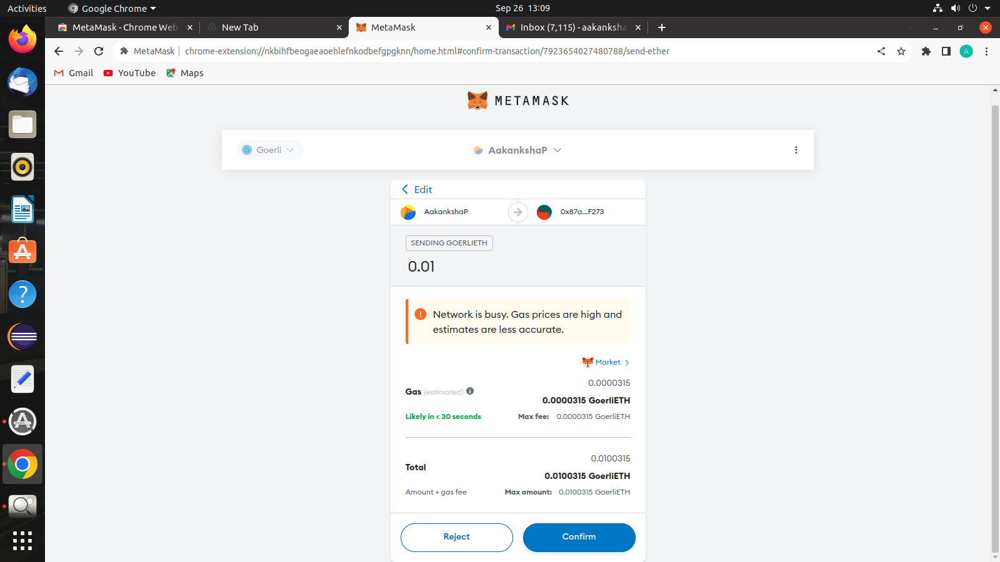 Activities Google Chrome Sep 26 13:09
MetaMask - Chrome Web New Tab MetaMask Inbox (7,115) - aakanksha
MetaMask chrome-extension://nkbihfbeogaeaoehlefnkodbefgpgknn/home.html#confirm-transaction/7923654027480788/send-ether A
Gmail YouTube Maps
METAMASK
G Goerli AakankshaP
Edit
AakankshaP 0x87a...F273
SENDING GOERLIETH
0.01
Network is busy. Gas prices are high and
estimates are less accurate.
Market
0.0000315
Gas (estimated) 0.0000315 GoerliETH
Likely in < 30 seconds Max fee: 0.0000315 GoerliETH
0.0100315
Total 0.0100315 GoerliETH
Amount + gas fee Max amount: 0.0100315 GoerliETH
Reject Confirm